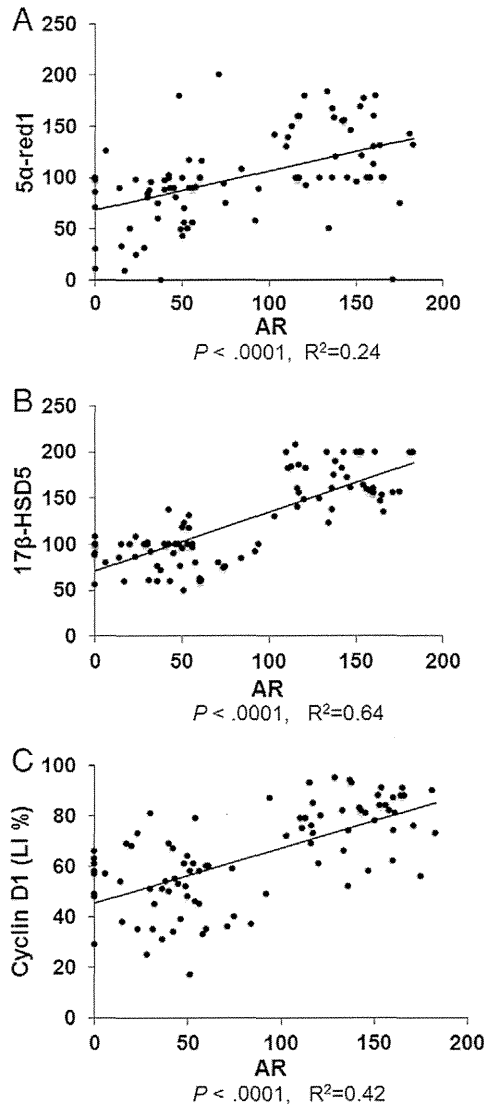 A
5α-red1
250
200
150
100
50
0
0 50 100 150 200
AR
P < .0001, R²=0.24
B
17β-HSD5
250
200
150
100
50
0
0 50 100 150 200
AR
P < .0001, R²=0.64
C
Cyclin D1 (LI %)
100
80
60
40
20
0
0 50 100 150 200
AR
P < .0001, R²=0.42